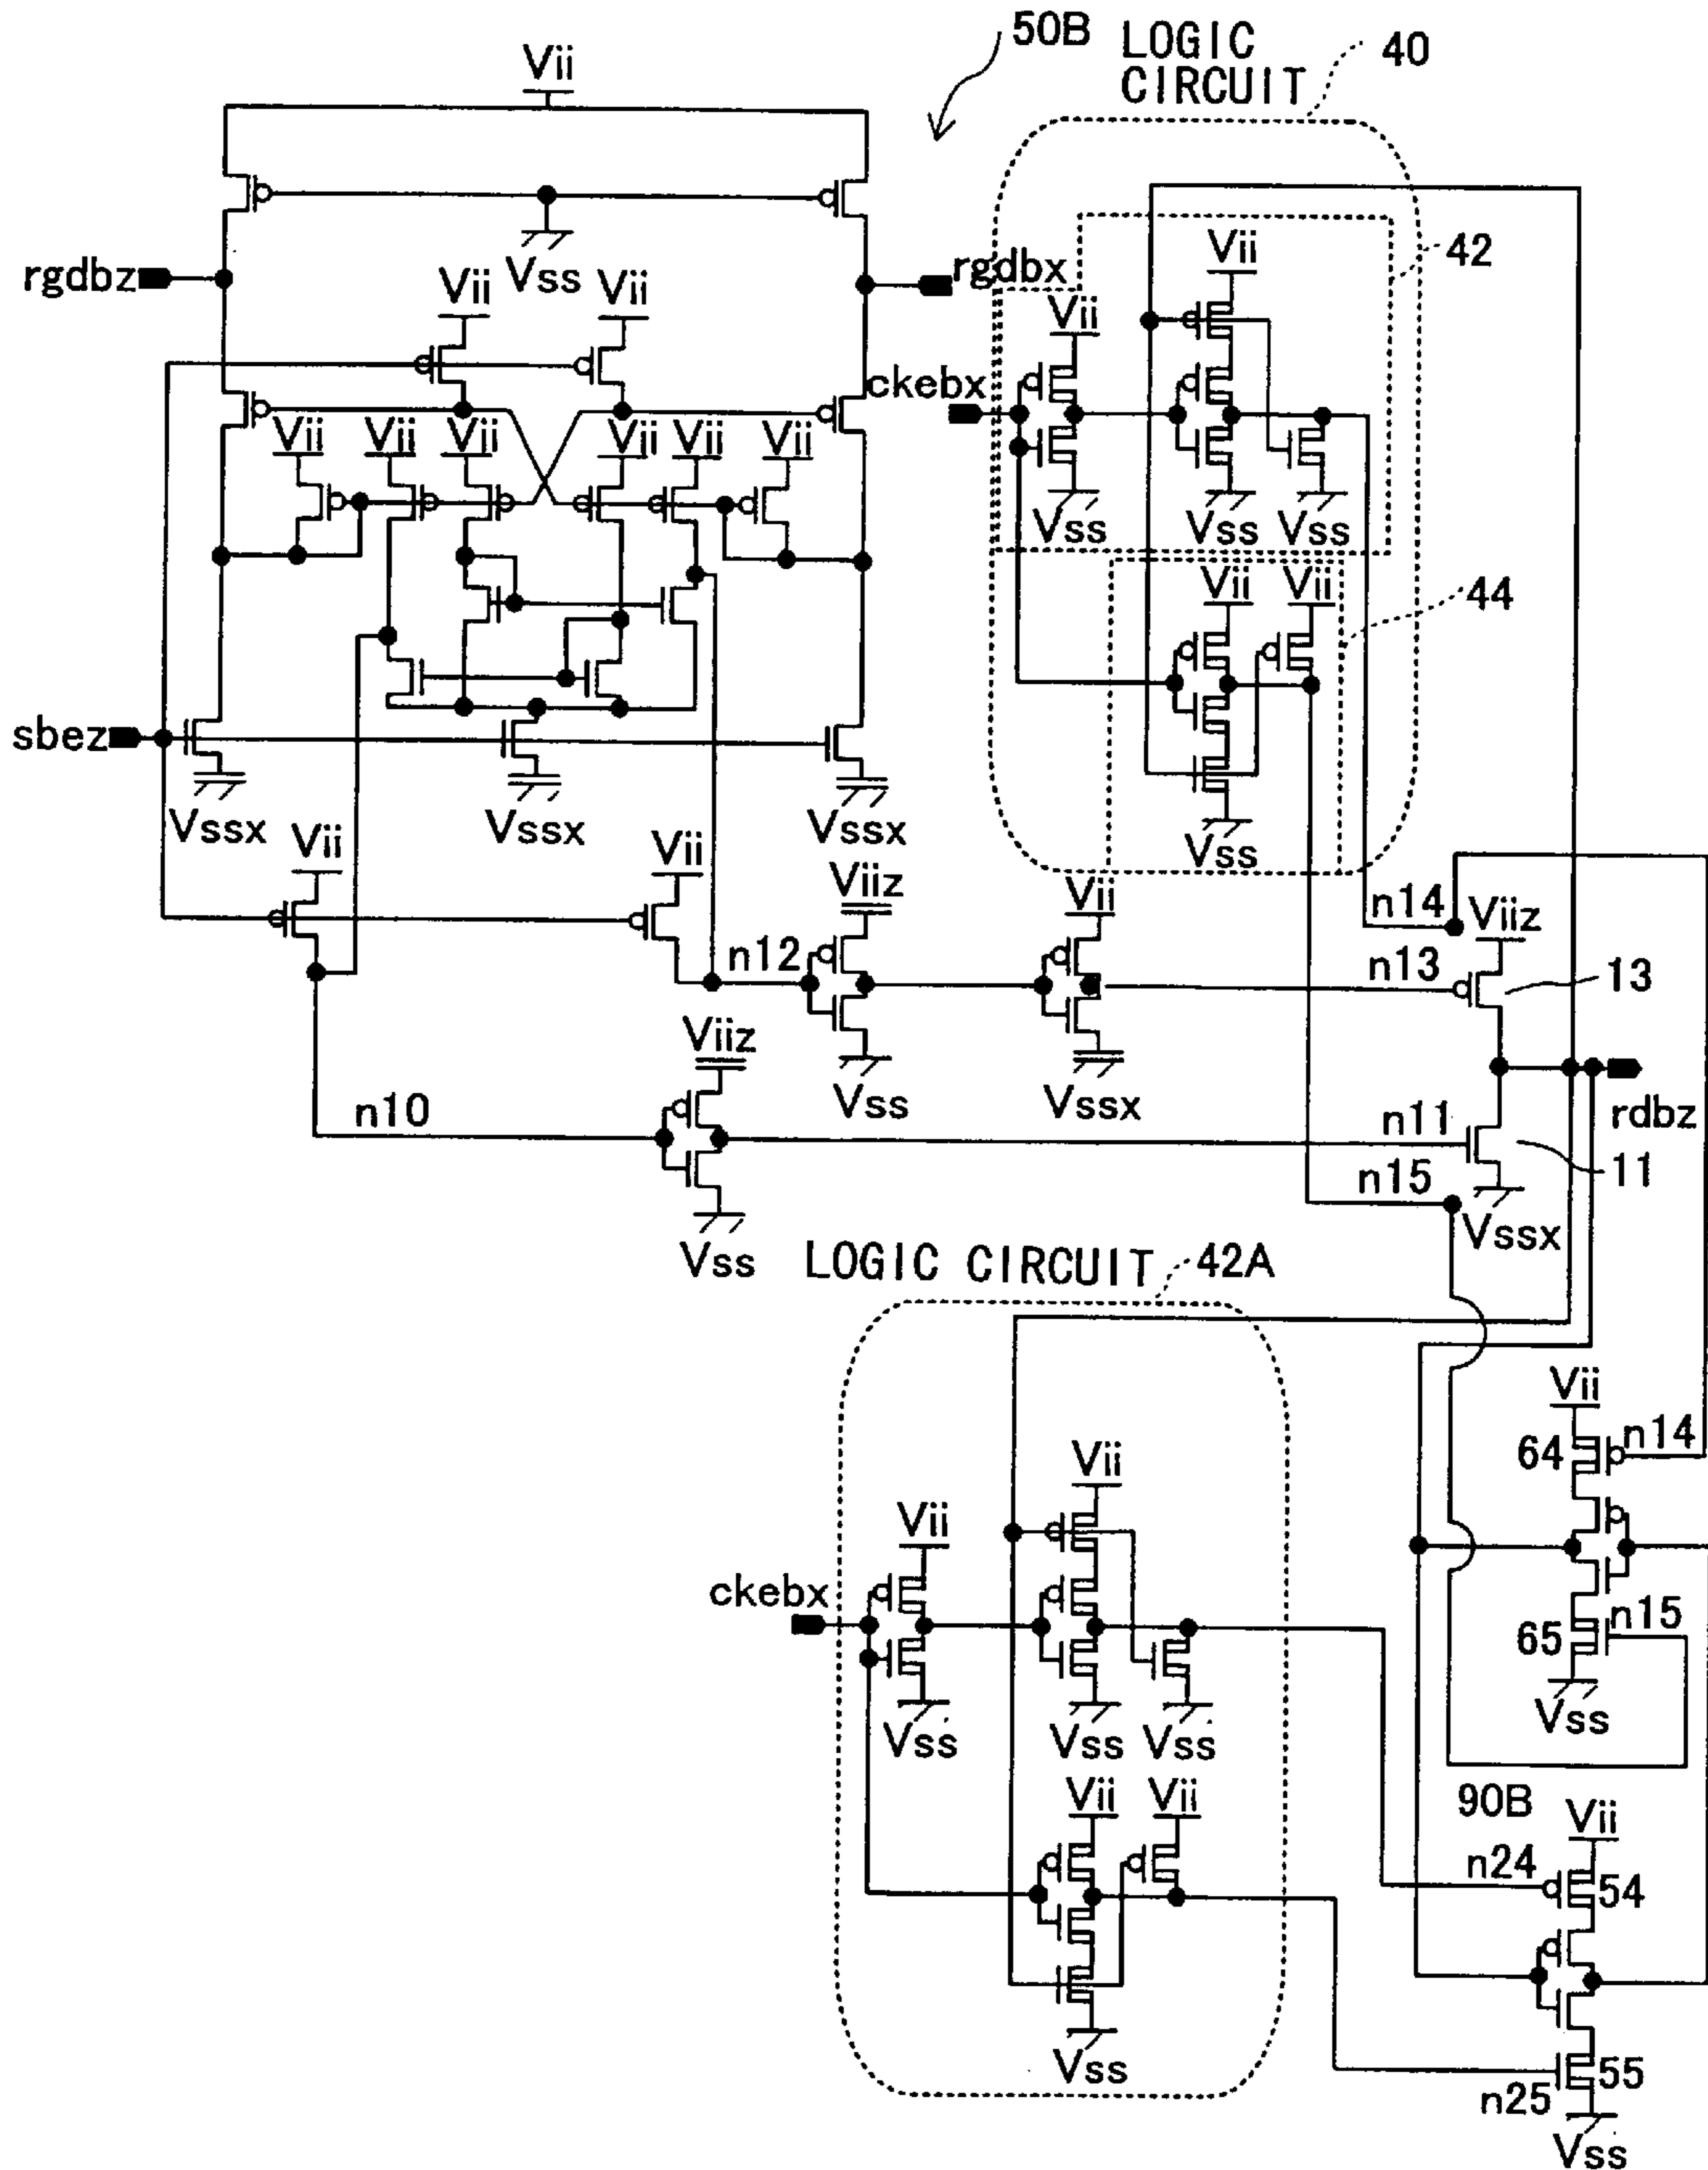 50B
LOGIC
CIRCUIT
40
Vii
42
rgdbz
Vss
rgdbx
Vii
Vii
Vii
Vii
ckebx
Vii
Vii
Vii
Vii
Vii
Vii
Vss
Vss
Vss
Vii
Vii
44
sbez
Vssx
Vssx
Vssx
Vss
Vii
Vii
Viiz
Vii
n14
Viiz
n12
n13
13
Viiz
Vss
Vssx
rdbz
n10
n11
11
n15
Vssx
Vss
LOGIC CIRCUIT
42A
Vii
n14
64
Vii
Vii
ckebx
n15
65
Vss
Vss
Vss
Vss
Vii
Vii
90B
Vii
n24
54
55
n25
Vss
Vss